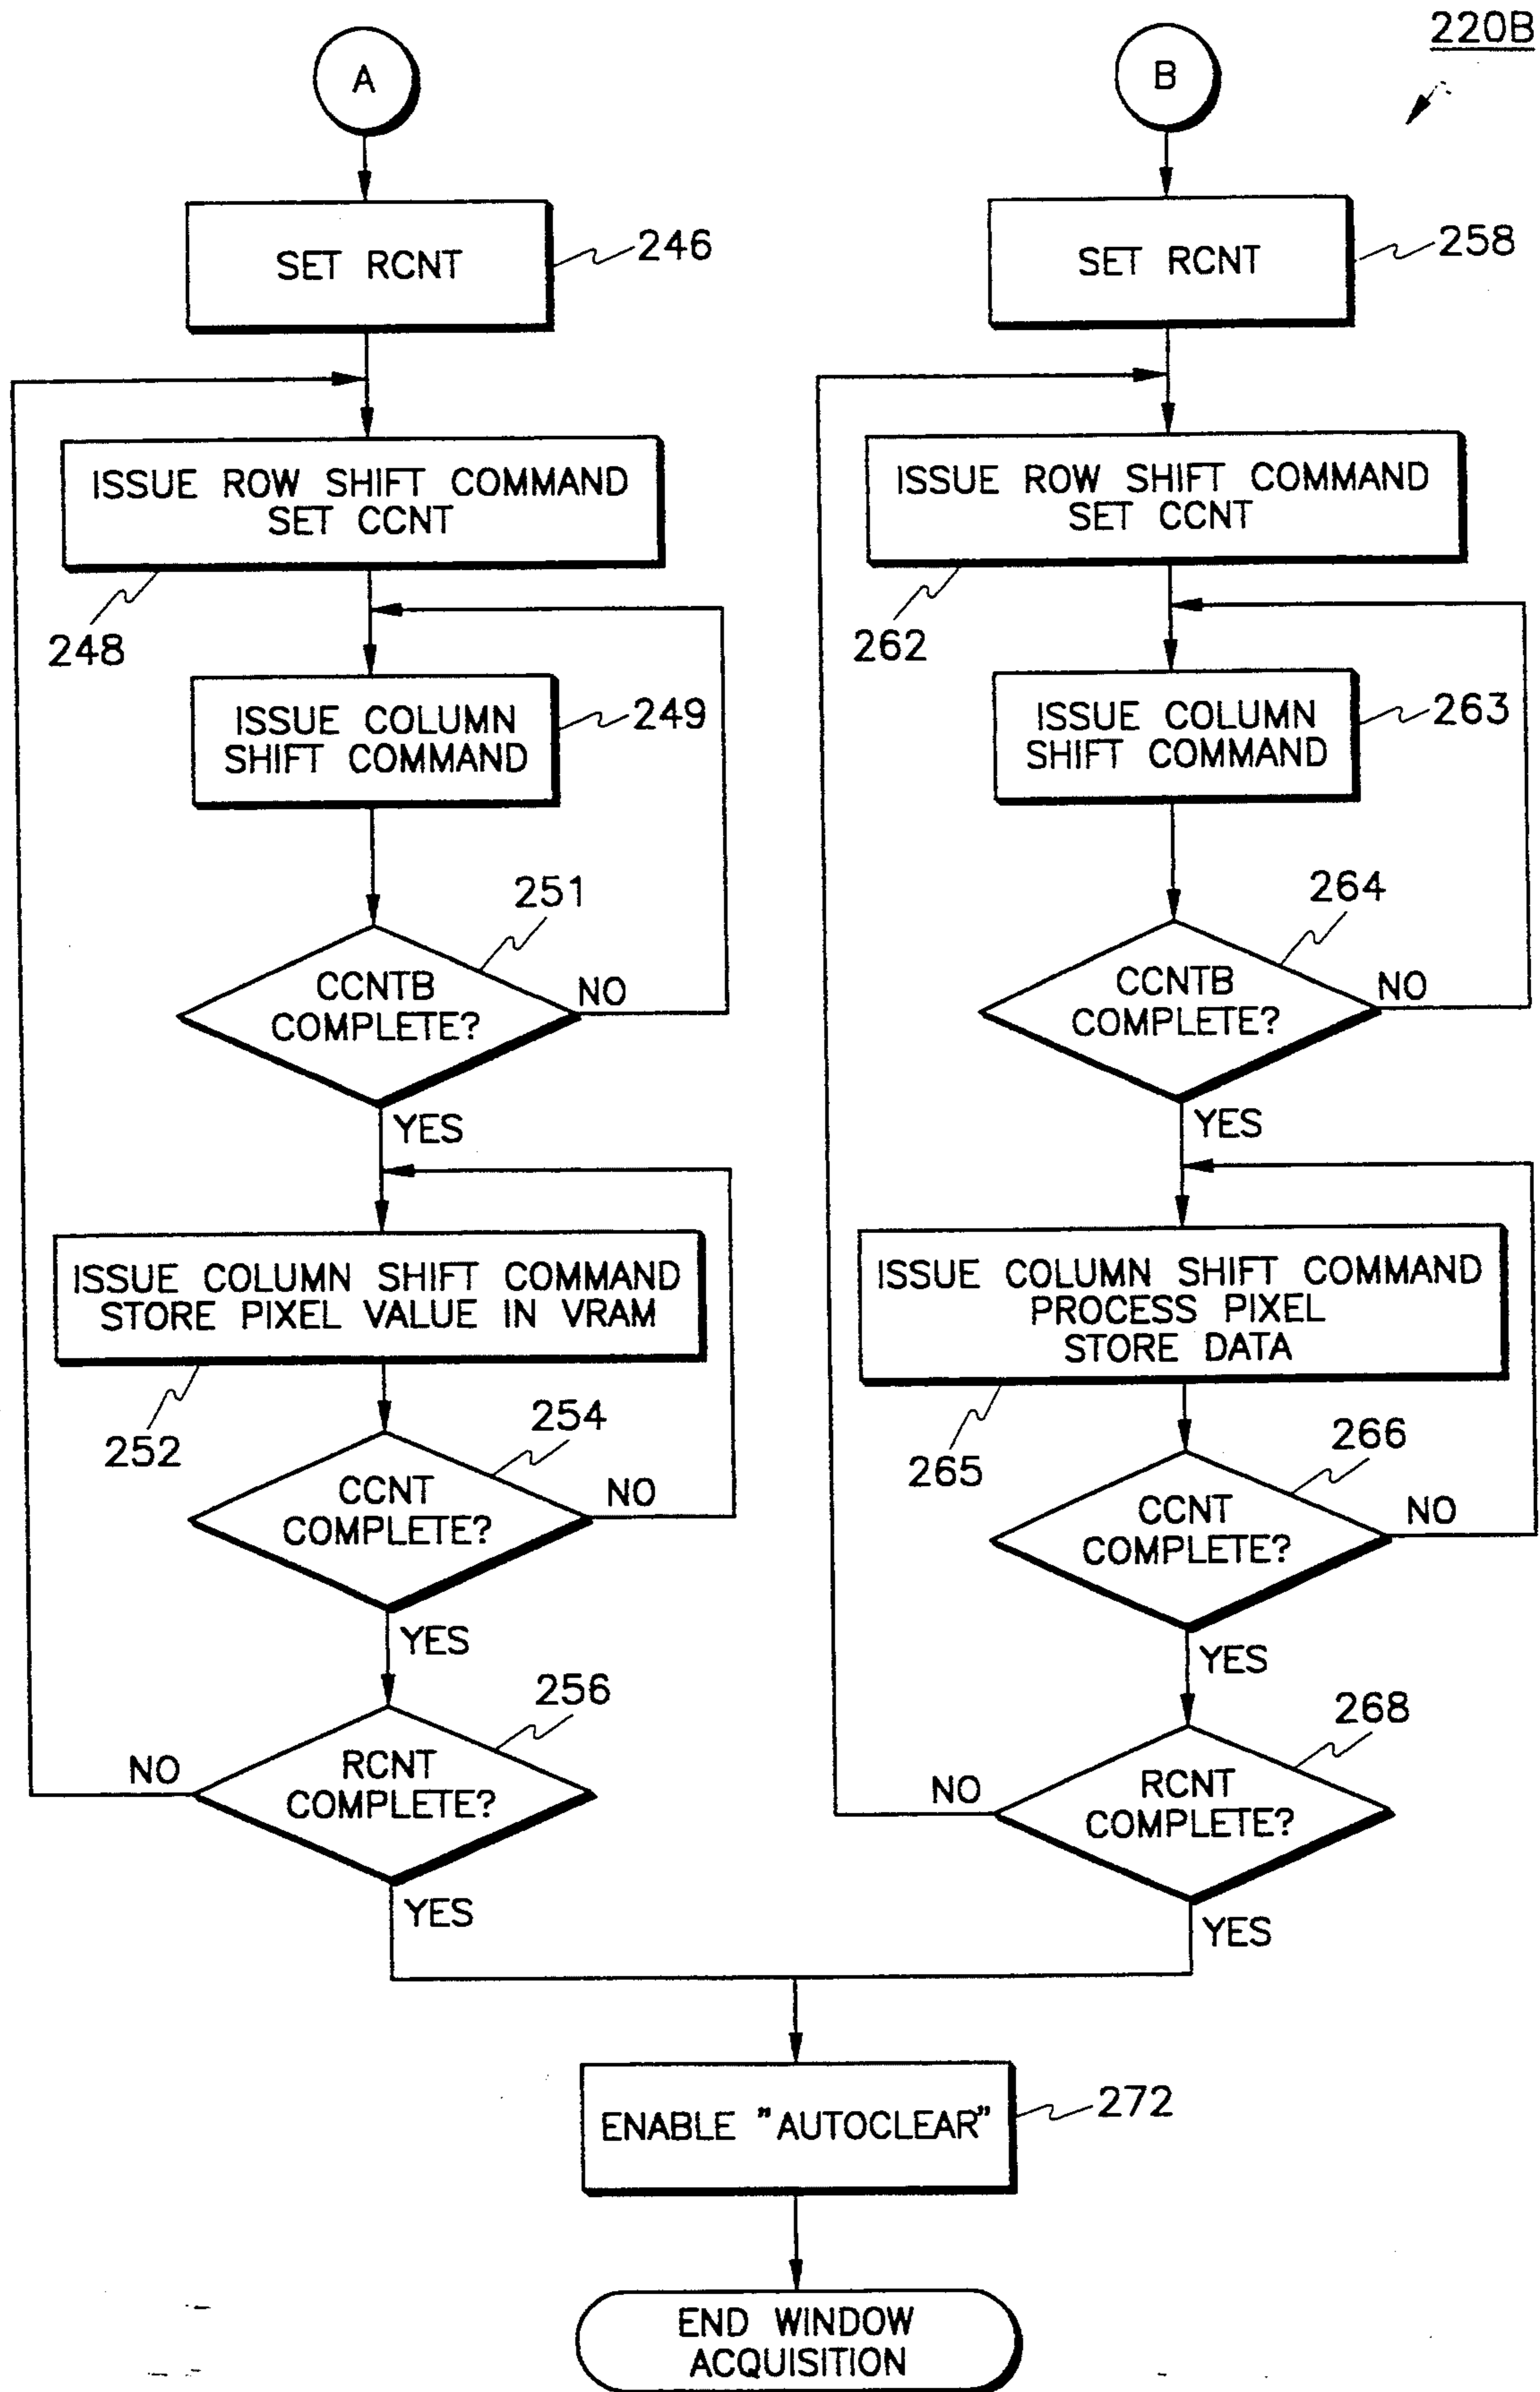 220B
A
SET RCNT
246
ISSUE ROW SHIFT COMMAND
SET CCNT
248
ISSUE COLUMN
SHIFT COMMAND
249
251
CCNTB
COMPLETE?
NO
YES
ISSUE COLUMN SHIFT COMMAND
STORE PIXEL VALUE IN VRAM
252
254
CCNT
COMPLETE?
NO
YES
256
RCNT
COMPLETE?
NO
YES
B
SET RCNT
258
ISSUE ROW SHIFT COMMAND
SET CCNT
262
ISSUE COLUMN
SHIFT COMMAND
263
264
CCNTB
COMPLETE?
NO
YES
ISSUE COLUMN SHIFT COMMAND
PROCESS PIXEL
STORE DATA
265
266
CCNT
COMPLETE?
NO
YES
268
RCNT
COMPLETE?
NO
YES
ENABLE "AUTOCLEAR"
272
END WINDOW
ACQUISITION